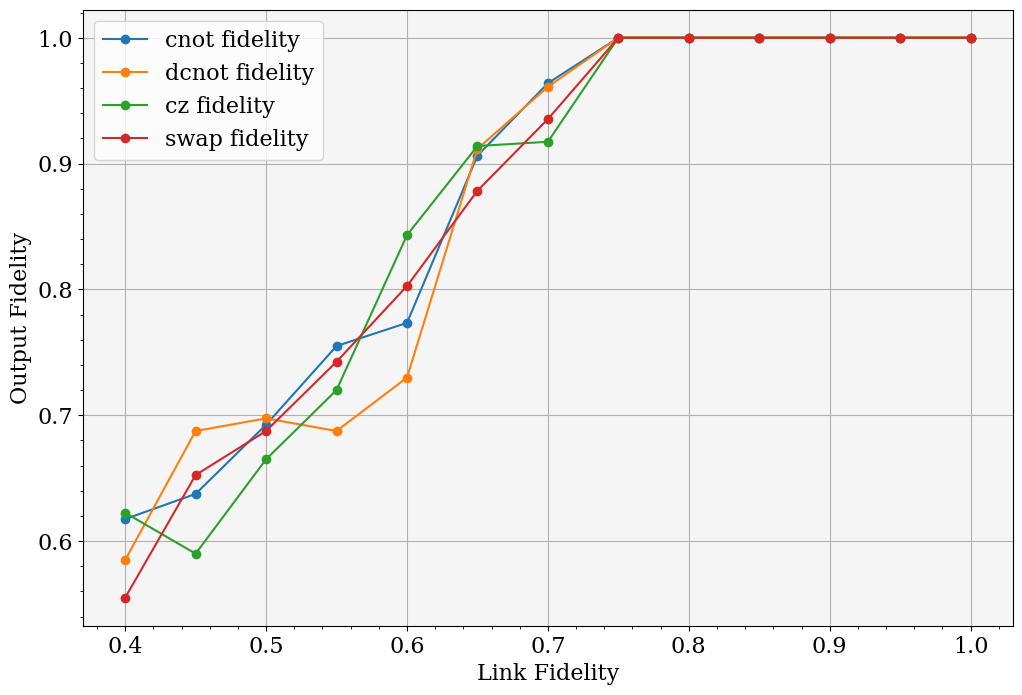 cnot fidelity
dcnot fidelity
cz fidelity
swap fidelity
Output Fidelity
1.0
0.9
0.8
0.7
0.6
0.4 0.5 0.6 0.7 0.8 0.9 1.0
Link Fidelity